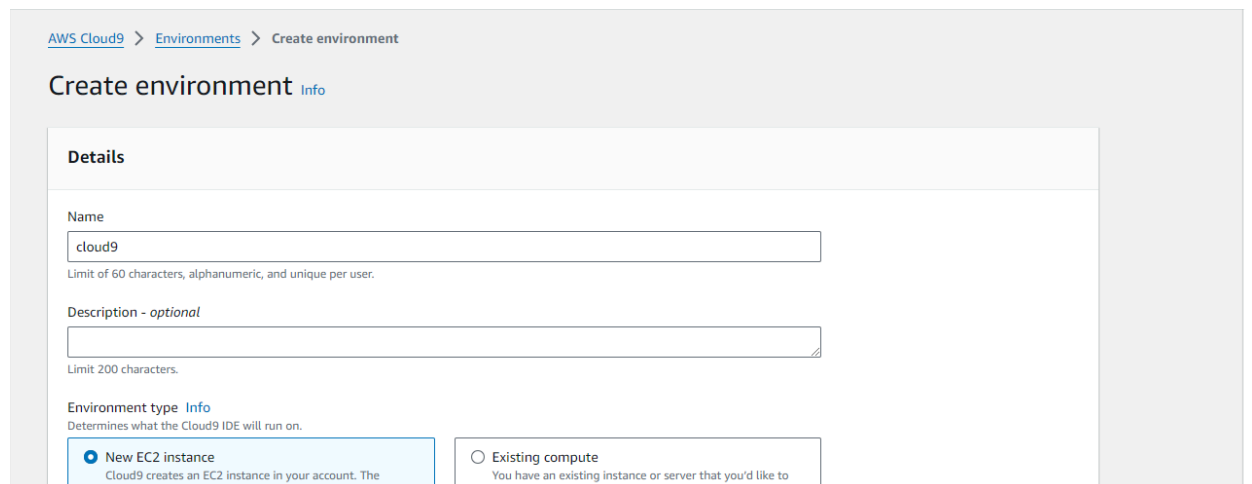 AWS Cloud9 > Environments > Create environment
Create environment Info
Details
Name
cloud9
Limit of 60 characters, alphanumeric, and unique per user.
Description - optional
Limit 200 characters.
Environment type Info
Determines what the Cloud9 IDE will run on.
New EC2 instance
Cloud9 creates an EC2 instance in your account. The
Existing compute
You have an existing instance or server that you'd like to